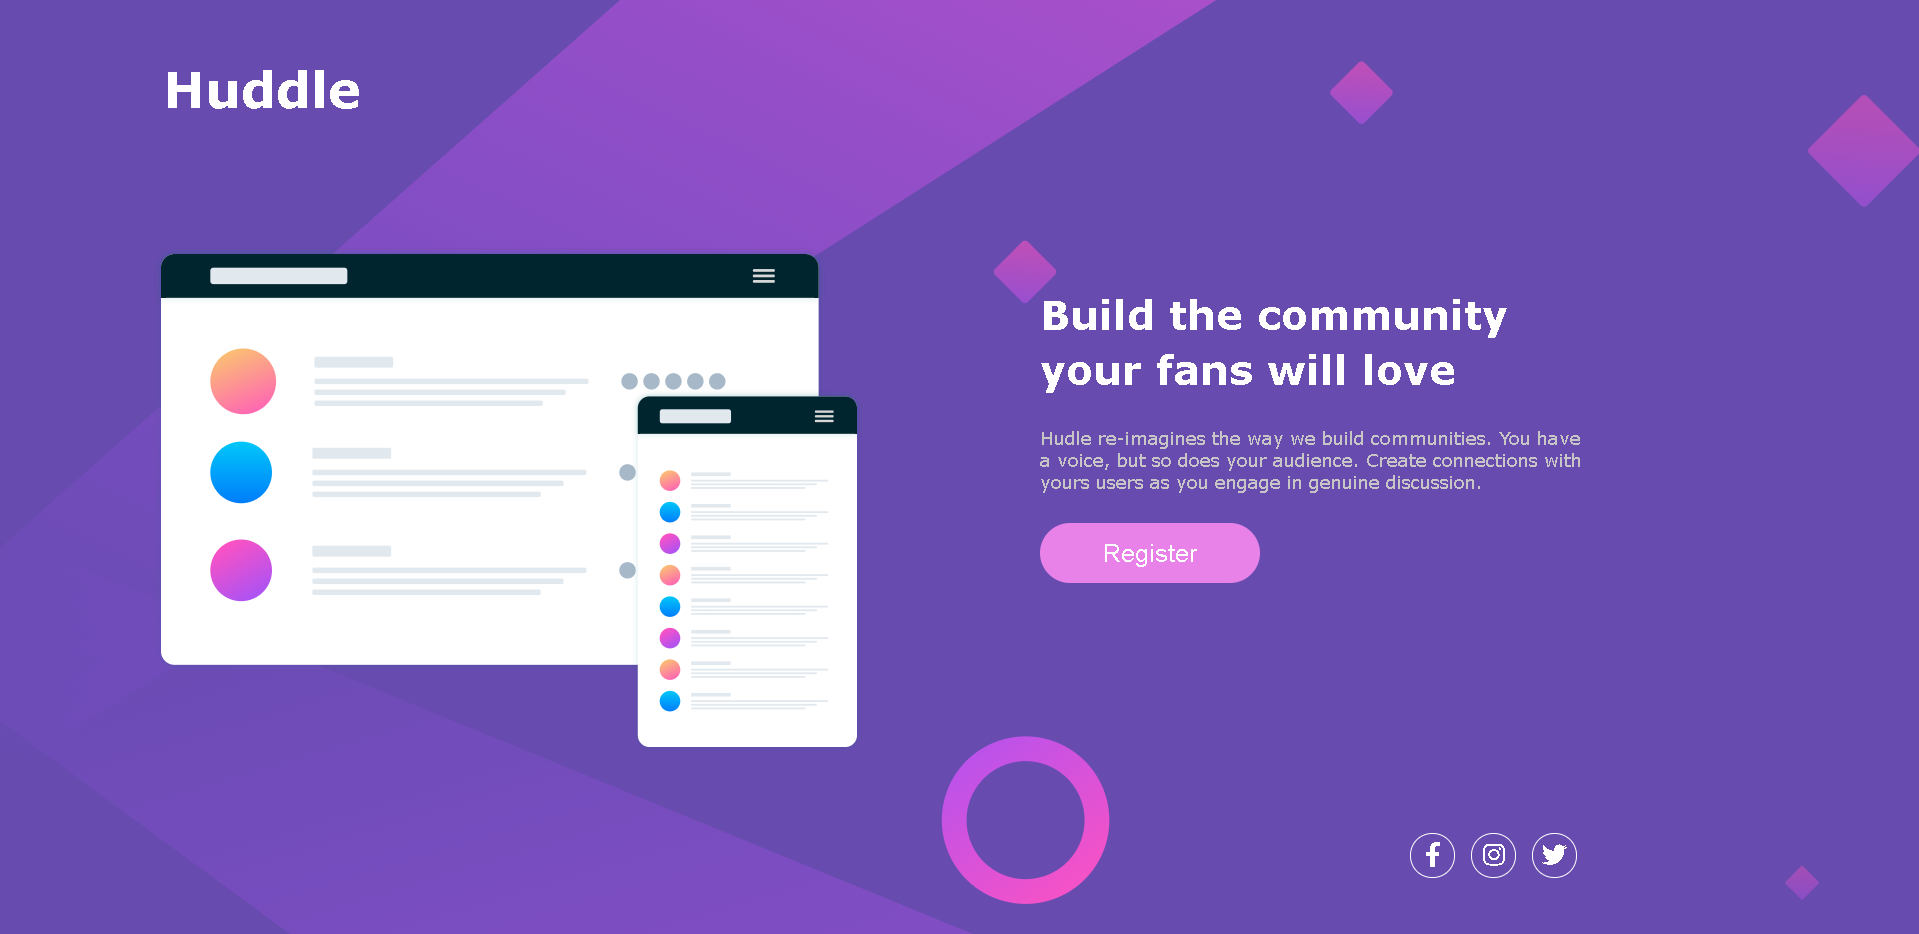 Huddle
Build the community
your fans will love
Hudle re-imagines the way we build communities. You have
a voice, but so does your audience. Create connections with
yours users as you engage in genuine discussion.
Register